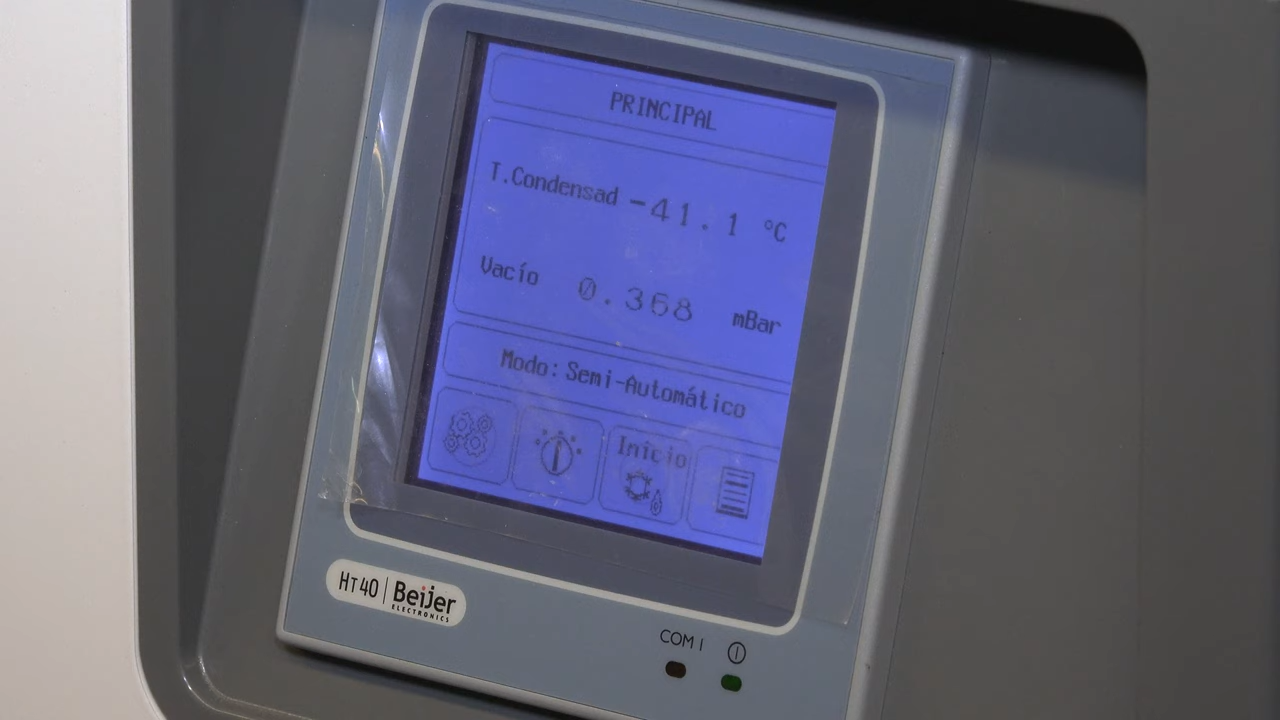 PRINCIPAL
T.Condensad -41.1 °C
Vacío 0.368 mBar
Modo: Semi-Automático
Inicio
HT40 | Beijer
ELECTRONICS
COM 1